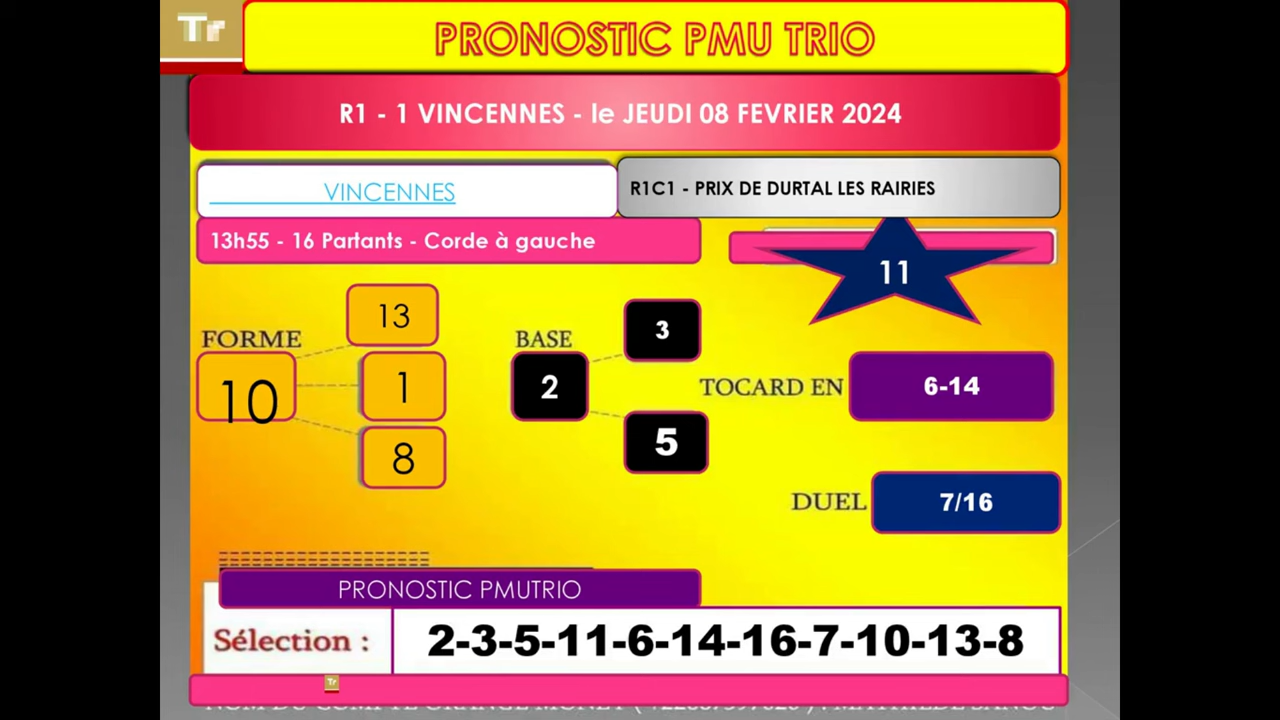 Tr
PRONOSTIC PMU TRIO
R1 - 1 VINCENNES - le JEUDI 08 FEVRIER 2024
VINCENNES
R1C1 - PRIX DE DURTAL LES RAIRIES
13h55 - 16 Partants - Corde à gauche
11
FORME
10
13
1
8
BASE
2
3
5
TOCARD EN
6-14
DUEL
7/16
PRONOSTIC PMUTRIO
Sélection :
2-3-5-11-6-14-16-7-10-13-8
Tr